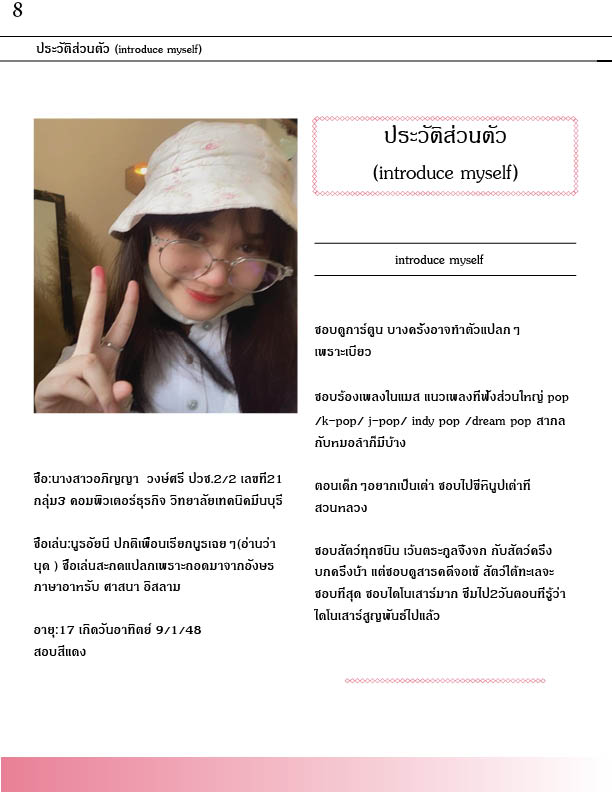 8
ประวัติส่วนตัว (introduce myself)
ประวัติส่วนตัว
(introduce myself)
introduce myself
ชอบดูการ์ตูน บางครั้งอาจทำตัวแปลกๆ
เพราะเบียว
ชอบร้องเพลงในแมส แนวเพลงที่ฟังส่วนใหญ่ pop
/k-pop/ j-pop/ indy pop /dream pop สากล
กับหมอลำก็มีบ้าง
ตอนเด็กๆอยากเป็นเต่า ชอบไปขี่หินูปเต่าที่
สวนหลวง
ชอบสัตว์ทุกชนิน เว้นตระกูลจิ้งจก กับสัตว์ครึ่ง
บกครึ่งน้ำ แต่ชอบดูสารคดีจอเข้ สัตว์ใต้ทะเลจะ
ชอบที่สุด ชอบไดโนเสาร์มาก ซึมไป2วันตอนที่รู้ว่า
ไดโนเสาร์สูญพันธ์ไปแล้ว
ชื่อ:นางสาวอภิญญา วงษ์ศรี ปวช.2/2 เลขที่21
กลุ่ม3 คอมพิวเตอร์ธุรกิจ วิทยาลัยเทคนิคมีนบุรี
ชื่อเล่น:นูรอัยนี ปกติเพื่อนเรียกนูรเฉยๆ(อ่านว่า
นุด ) ชื่อเล่นสะกดแปลกเพราะถอดมาจากอังษร
ภาษาอาหรับ ศาสนา อิสลาม
อายุ:17 เกิดวันอาทิตย์ 9/1/48
สอบสีแดง